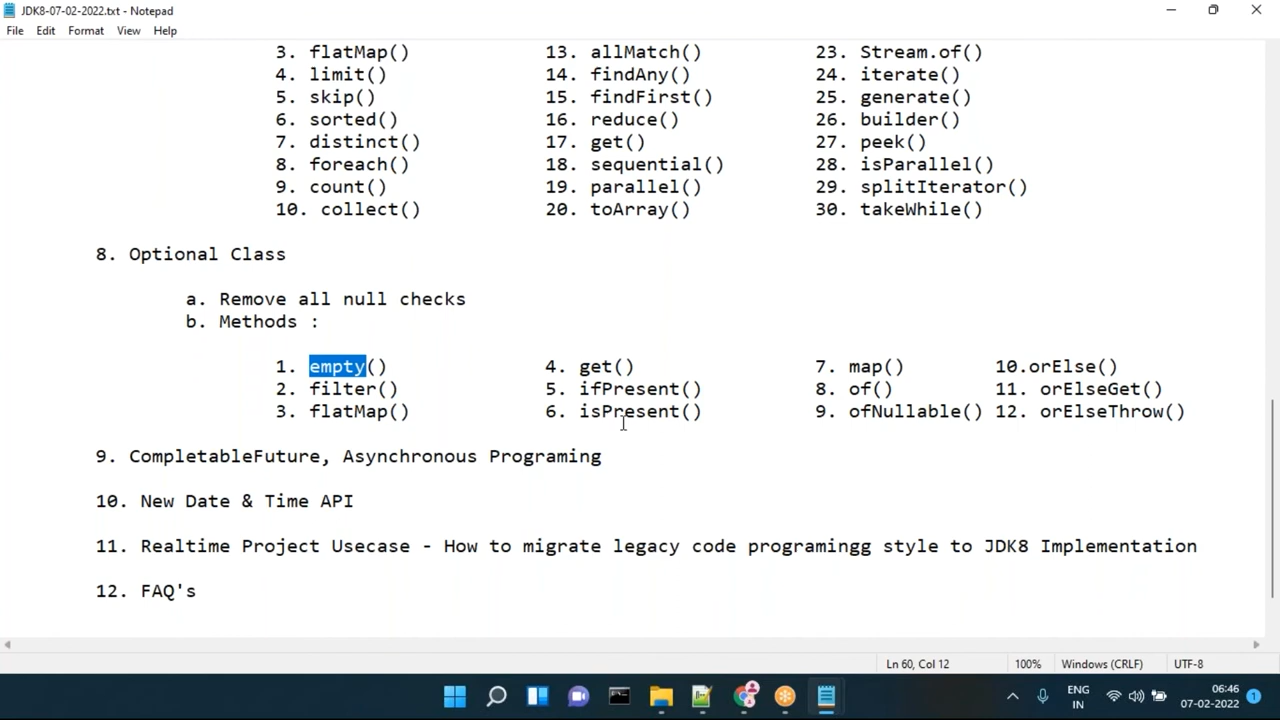 JDK8-07-02-2022.txt - Notepad
File Edit Format View Help
3. flatMap() 13. allMatch() 23. Stream.of()
4. limit() 14. findAny() 24. iterate()
5. skip() 15. findFirst() 25. generate()
6. sorted() 16. reduce() 26. builder()
7. distinct() 17. get() 27. peek()
8. foreach() 18. sequential() 28. isParallel()
9. count() 19. parallel() 29. splitIterator()
10. collect() 20. toArray() 30. takeWhile()
8. Optional Class
a. Remove all null checks
b. Methods :
1. empty() 4. get() 7. map() 10.orElse()
2. filter() 5. ifPresent() 8. of() 11. orElseGet()
3. flatMap() 6. isPresent() 9. ofNullable() 12. orElseThrow()
9. CompletableFuture, Asynchronous Programing
10. New Date & Time API
11. Realtime Project Usecase - How to migrate legacy code programingg style to JDK8 Implementation
12. FAQ's
Ln 60, Col 12 100% Windows (CRLF) UTF-8
ENG 06:46
IN 07-02-2022 1